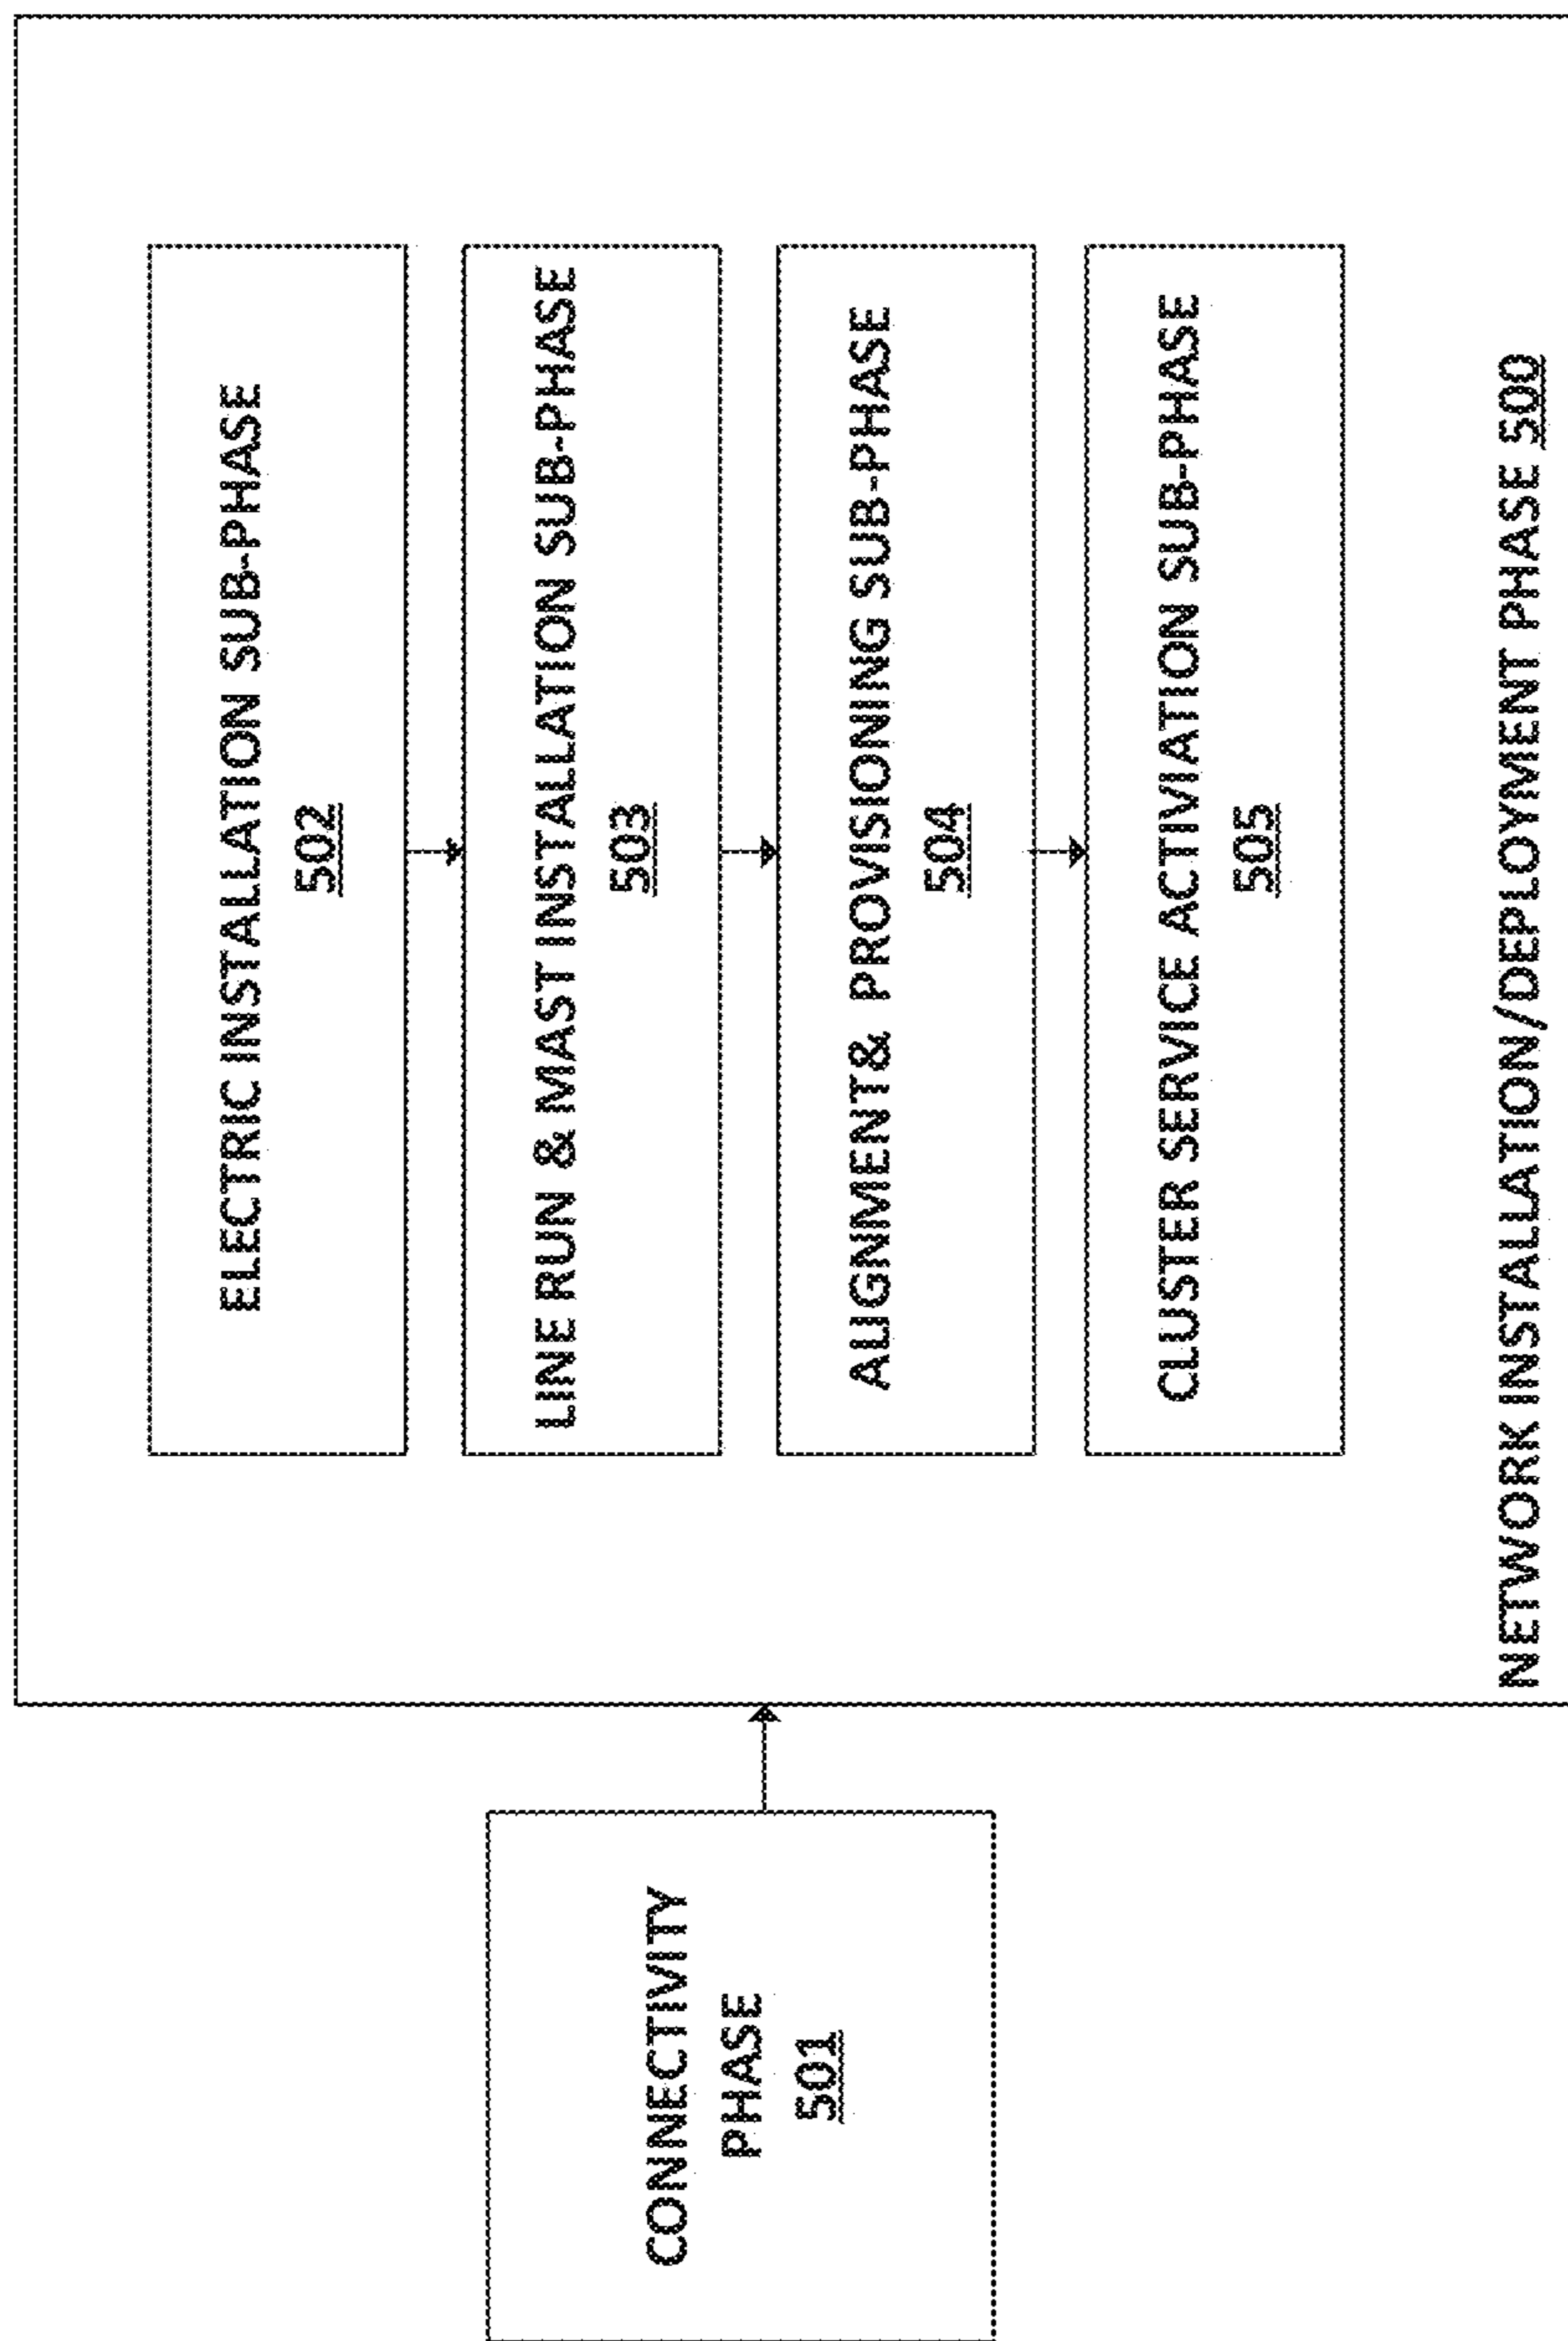 CONNECTIVITY
PHASE
501
ELECTRIC INSTALLATION SUB-PHASE
502
LINE RUN & MAST INSTALLATION SUB-PHASE
503
ALIGNMENT& PROVISIONING SUB-PHASE
504
CLUSTER SERVICE ACTIVIATION SUB-PHASE
505
NETWORK INSTALLATION/DEPLOYMENT PHASE 500